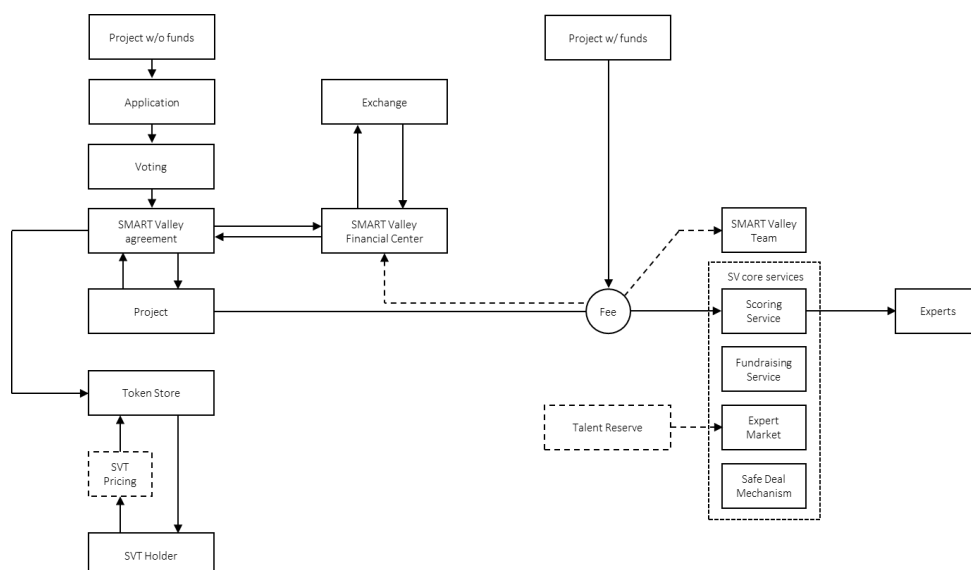 Project w/o funds
Project w/ funds
Application
Exchange
Voting
SMART Valley
agreement
SMART Valley
Financial Center
SMART Valley
Team
SV core services
Project
Fee
Scoring
Service
Experts
Fundraising
Service
Token Store
Talent Reserve
Expert
Market
SVT
Pricing
Safe Deal
Mechanism
SVT Holder